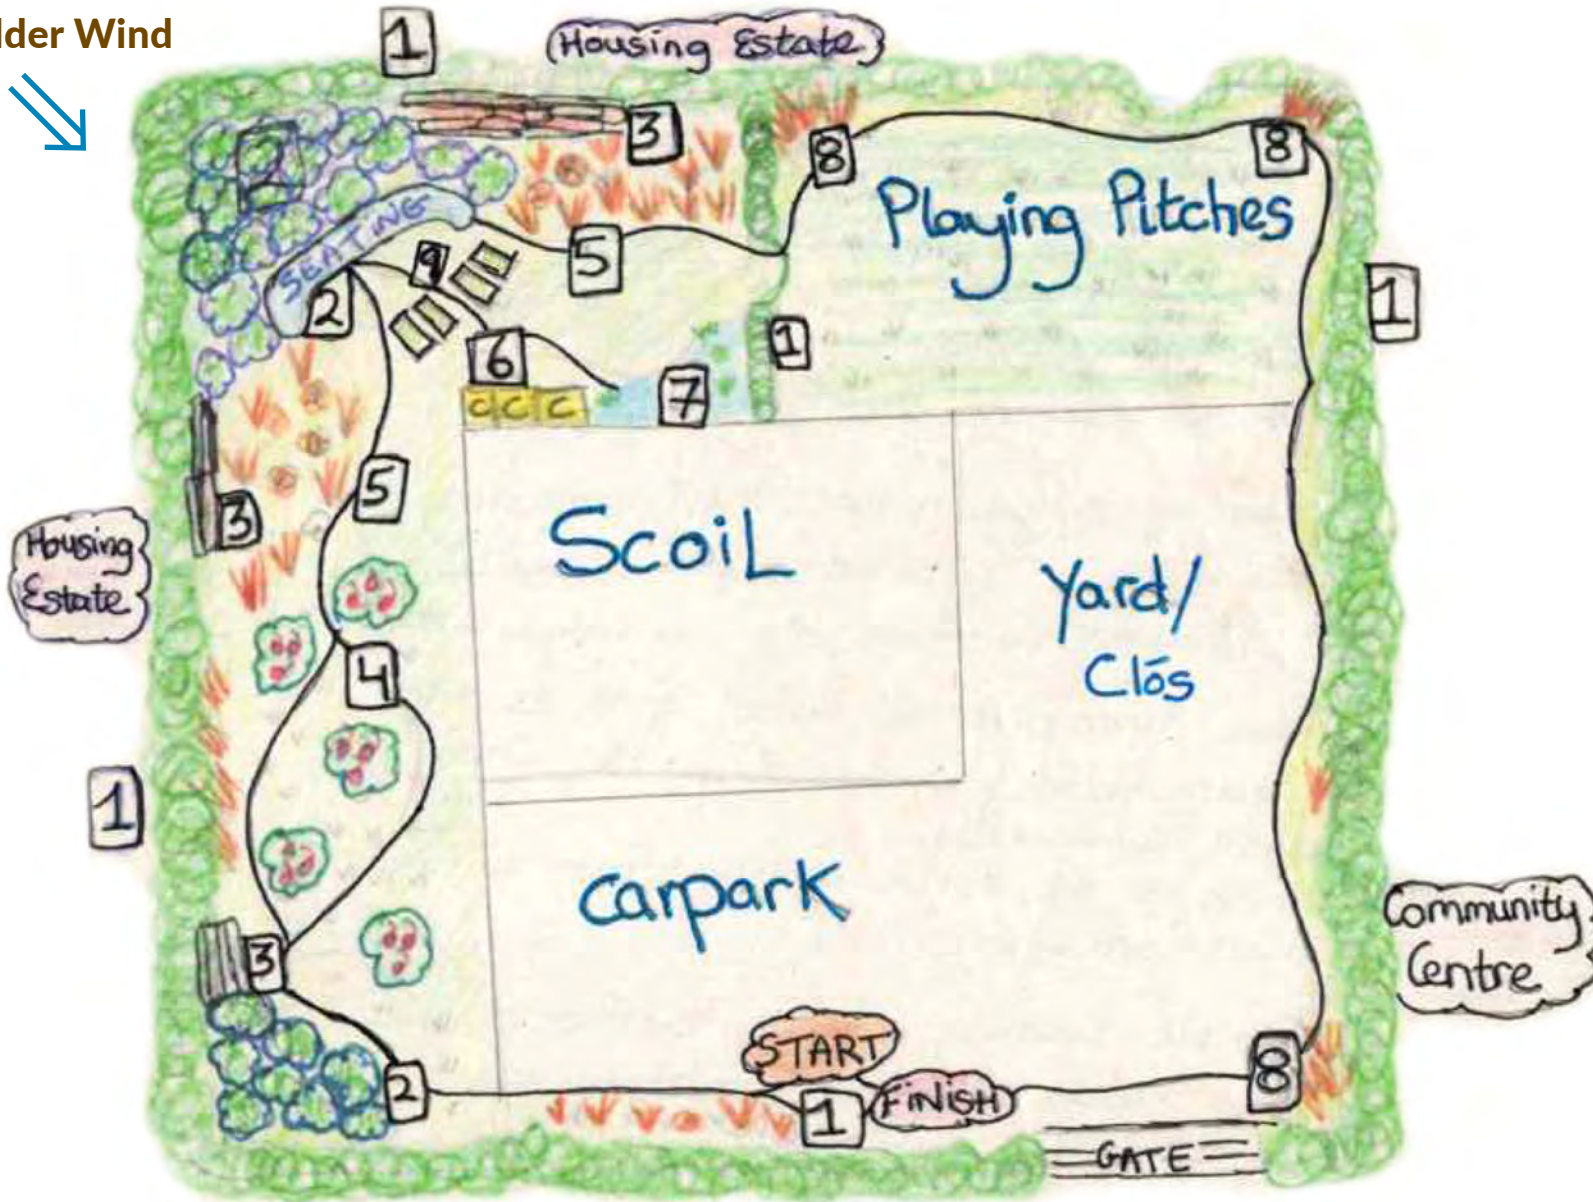 lder Wind
1
Housing Estate
3
8
8
Playing Pitches
SEATING
9
5
2
1
1
6
7
C C C
5
Scoil
3
Housing
Estate
Yard/
Clós
4
1
Carpark
Community
Centre
3
START
8
2
1
FINISH
GATE